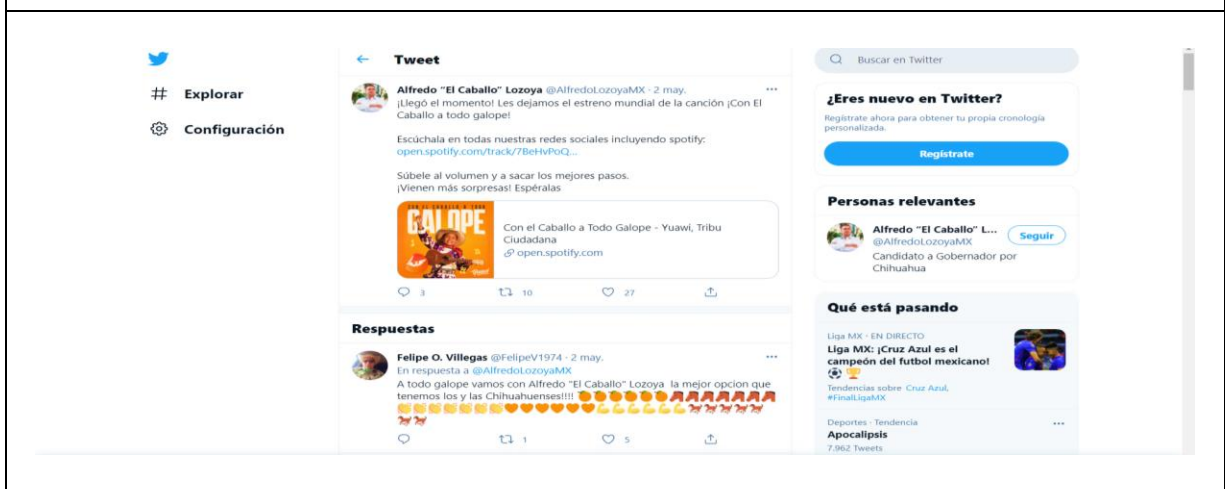 Explorar
Configuración
Tweet
Alfredo "El Caballo" Lozoya @AlfredoLozoyaMX · 2 may.
¡Llegó el momento! Les dejamos el estreno mundial de la canción ¡Con El
Caballo a todo galope!
Escúchala en todas nuestras redes sociales incluyendo spotify:
open.spotify.com/track/7BeHvPoQ...
Súbele al volumen y a sacar los mejores pasos.
¡Vienen más sorpresas! Espéralas
CON EL CABALLO A TODO
GALOPE
Con el Caballo a Todo Galope - Yuawi, Tribu
Ciudadana
open.spotify.com
3 10 27
Respuestas
Felipe O. Villegas @FelipeV1974 · 2 may.
En respuesta a @AlfredoLozoyaMX
A todo galope vamos con Alfredo "El Caballo" Lozoya la mejor opcion que
tenemos los y las Chihuahuenses!!!! 🍊🍊🍊🍊🍊🍊
1 5
Buscar en Twitter
¿Eres nuevo en Twitter?
Regístrate ahora para obtener tu propia cronología
personalizada.
Regístrate
Personas relevantes
Alfredo "El Caballo" L...
@AlfredoLozoyaMX
Seguir
Candidato a Gobernador por
Chihuahua
Qué está pasando
Liga MX · EN DIRECTO
Liga MX: ¡Cruz Azul es el
campeón del futbol mexicano!
⚽🏆
Tendencias sobre Cruz Azul,
#FinalLigaMX
Deportes · Tendencia
Apocalipsis
7.962 Tweets